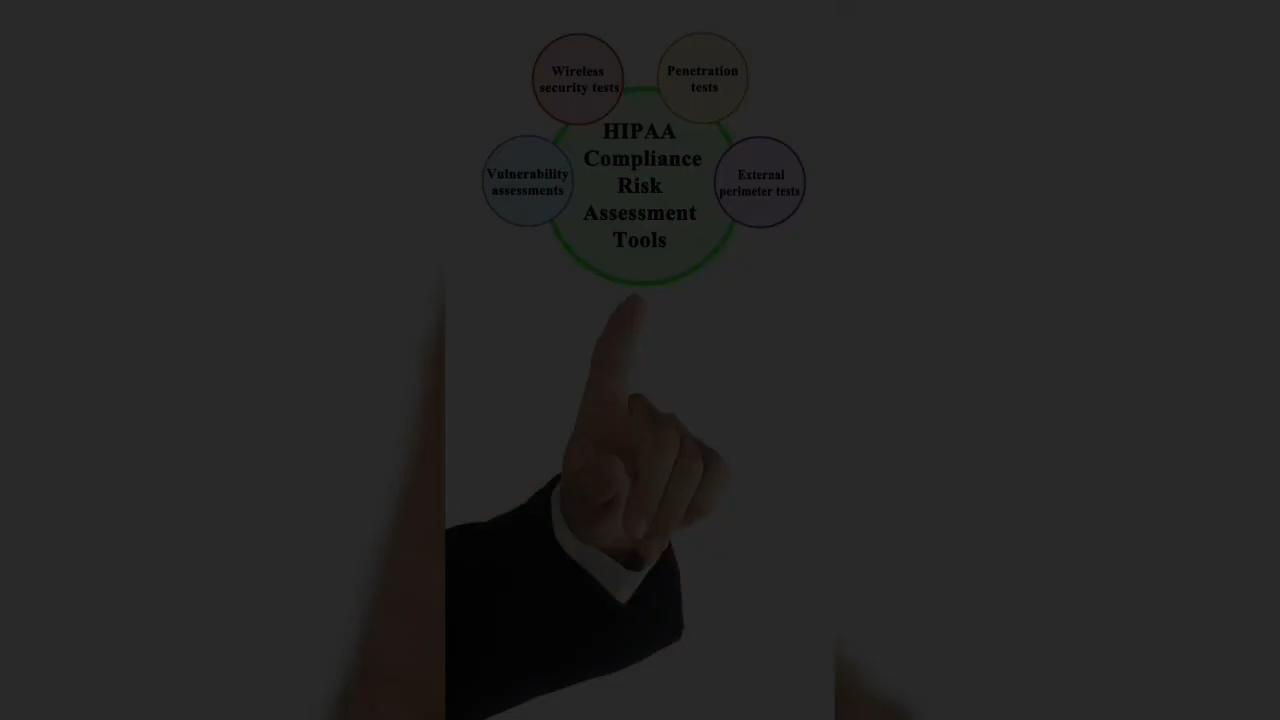 Wireless
security tests
Penetration
tests
HIPAA
Compliance
Risk
Assessment
Tools
Vulnerability
assessments
External
perimeter tests